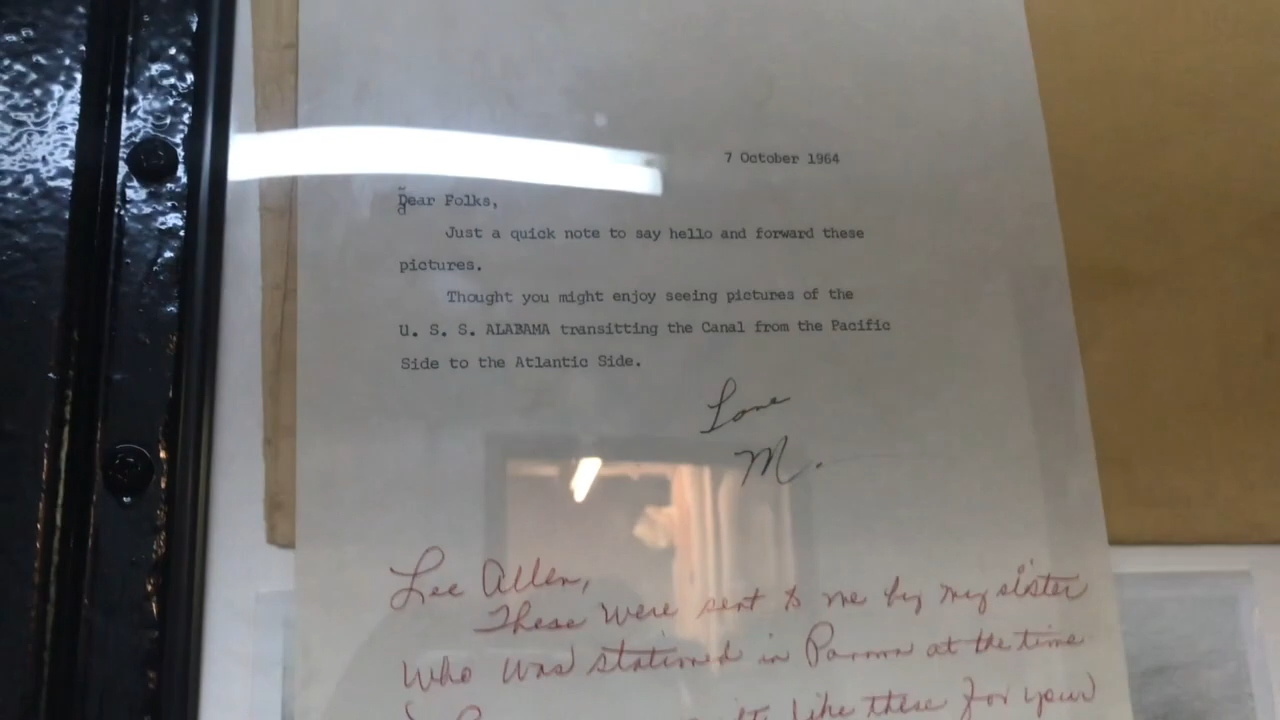 7 October 1964
Dear Folks,
Just a quick note to say hello and forward these
pictures.
Thought you might enjoy seeing pictures of the
U. S. S. ALABAMA transitting the Canal from the Pacific
Side to the Atlantic Side.
Love
M.
Lee Allen,
These were sent to me by my sister
who was stationed in Panama at the time
like these for your